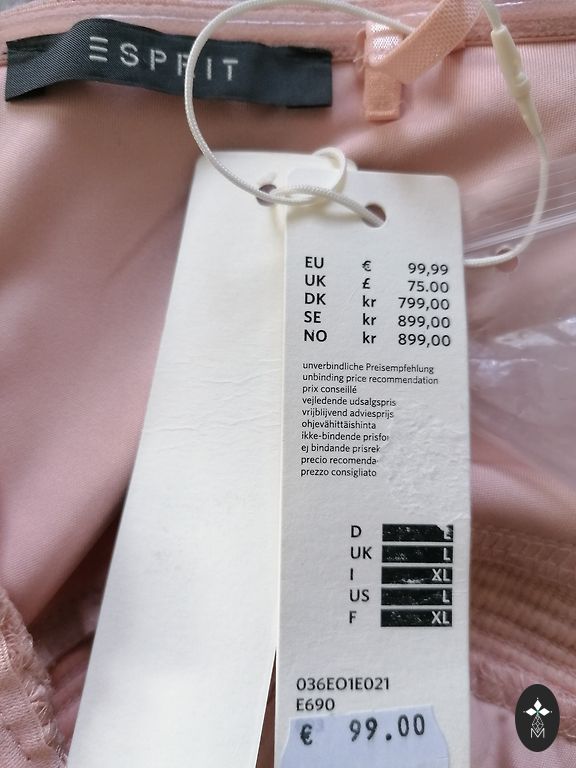 ESPRIT
EU € 99,99
UK £ 75.00
DK kr 799,00
SE kr 899,00
NO kr 899,00
unverbindliche Preisempfehlung
unbinding price recommendation
prix conseillé
vejledende udsalgspris
vrijblijvend adviesprijs
ohjevähittäishinta
ikke-bindende prisfo
ej bindande prisrek
precio recomenda
prezzo consigliato
D L
UK L
I XL
US L
F XL
036EO1E021
E690
€ 99.00